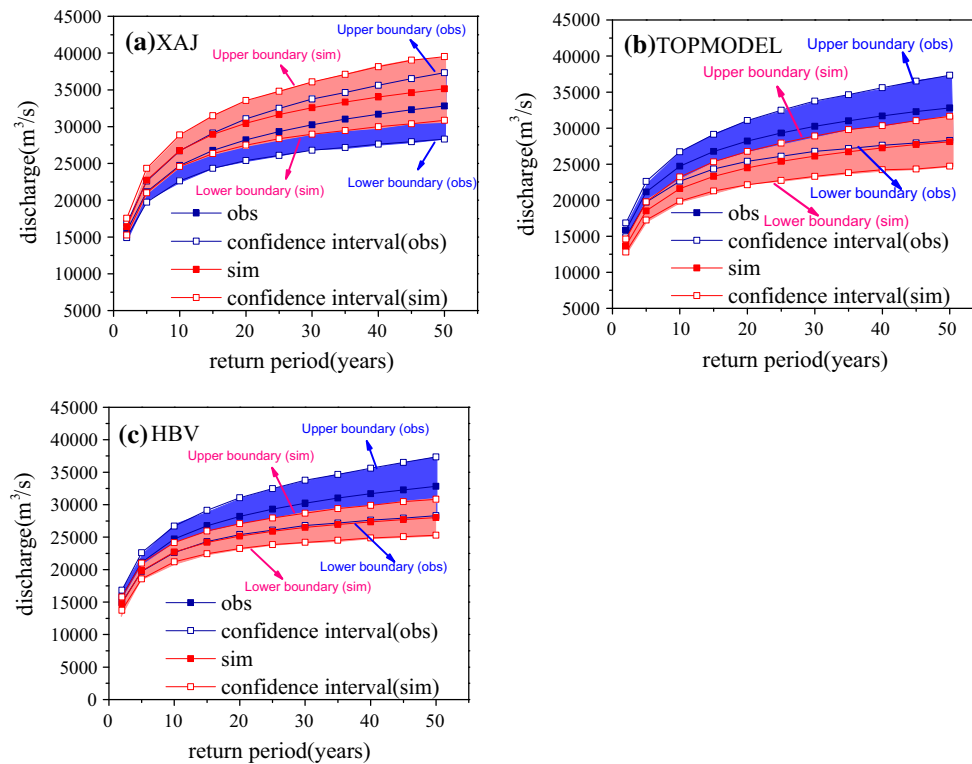 (a)XAJ
Upper boundary (obs)
Upper boundary (sim)
Lower boundary (sim)
Lower boundary (obs)
45000
40000
35000
30000
25000
20000
15000
10000
5000
discharge(m³/s)
obs
confidence interval(obs)
sim
confidence interval(sim)
0 10 20 30 40 50
return period(years)
(b)TOPMODEL
Upper boundary (obs)
Upper boundary (sim)
Lower boundary (obs)
Lower boundary (sim)
45000
40000
35000
30000
25000
20000
15000
10000
5000
discharge(m³/s)
obs
confidence interval(obs)
sim
confidence interval(sim)
0 10 20 30 40 50
return period(years)
(c)HBV
Upper boundary (obs)
Upper boundary (sim)
Lower boundary (obs)
Lower boundary (sim)
45000
40000
35000
30000
25000
20000
15000
10000
5000
0
discharge(m³/s)
obs
confidence interval(obs)
sim
confidence interval(sim)
0 10 20 30 40 50
return period(years)